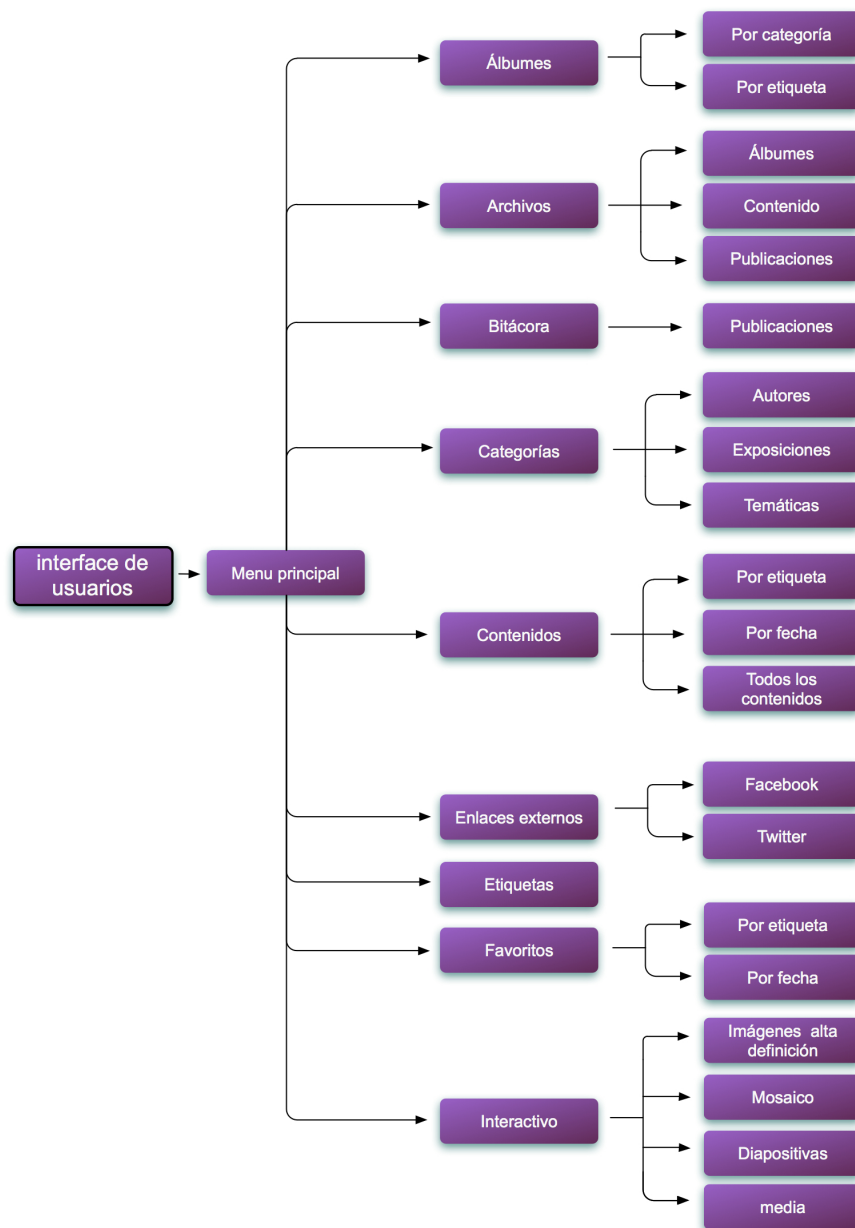 interface de
usuarios
Menu principal
Álbumes
Por categoría
Por etiqueta
Archivos
Álbumes
Contenido
Publicaciones
Bitácora
Publicaciones
Categorías
Autores
Exposiciones
Temáticas
Contenidos
Por etiqueta
Por fecha
Todos los
contenidos
Enlaces externos
Facebook
Twitter
Etiquetas
Favoritos
Por etiqueta
Por fecha
Interactivo
Imágenes alta
definición
Mosaico
Diapositivas
media